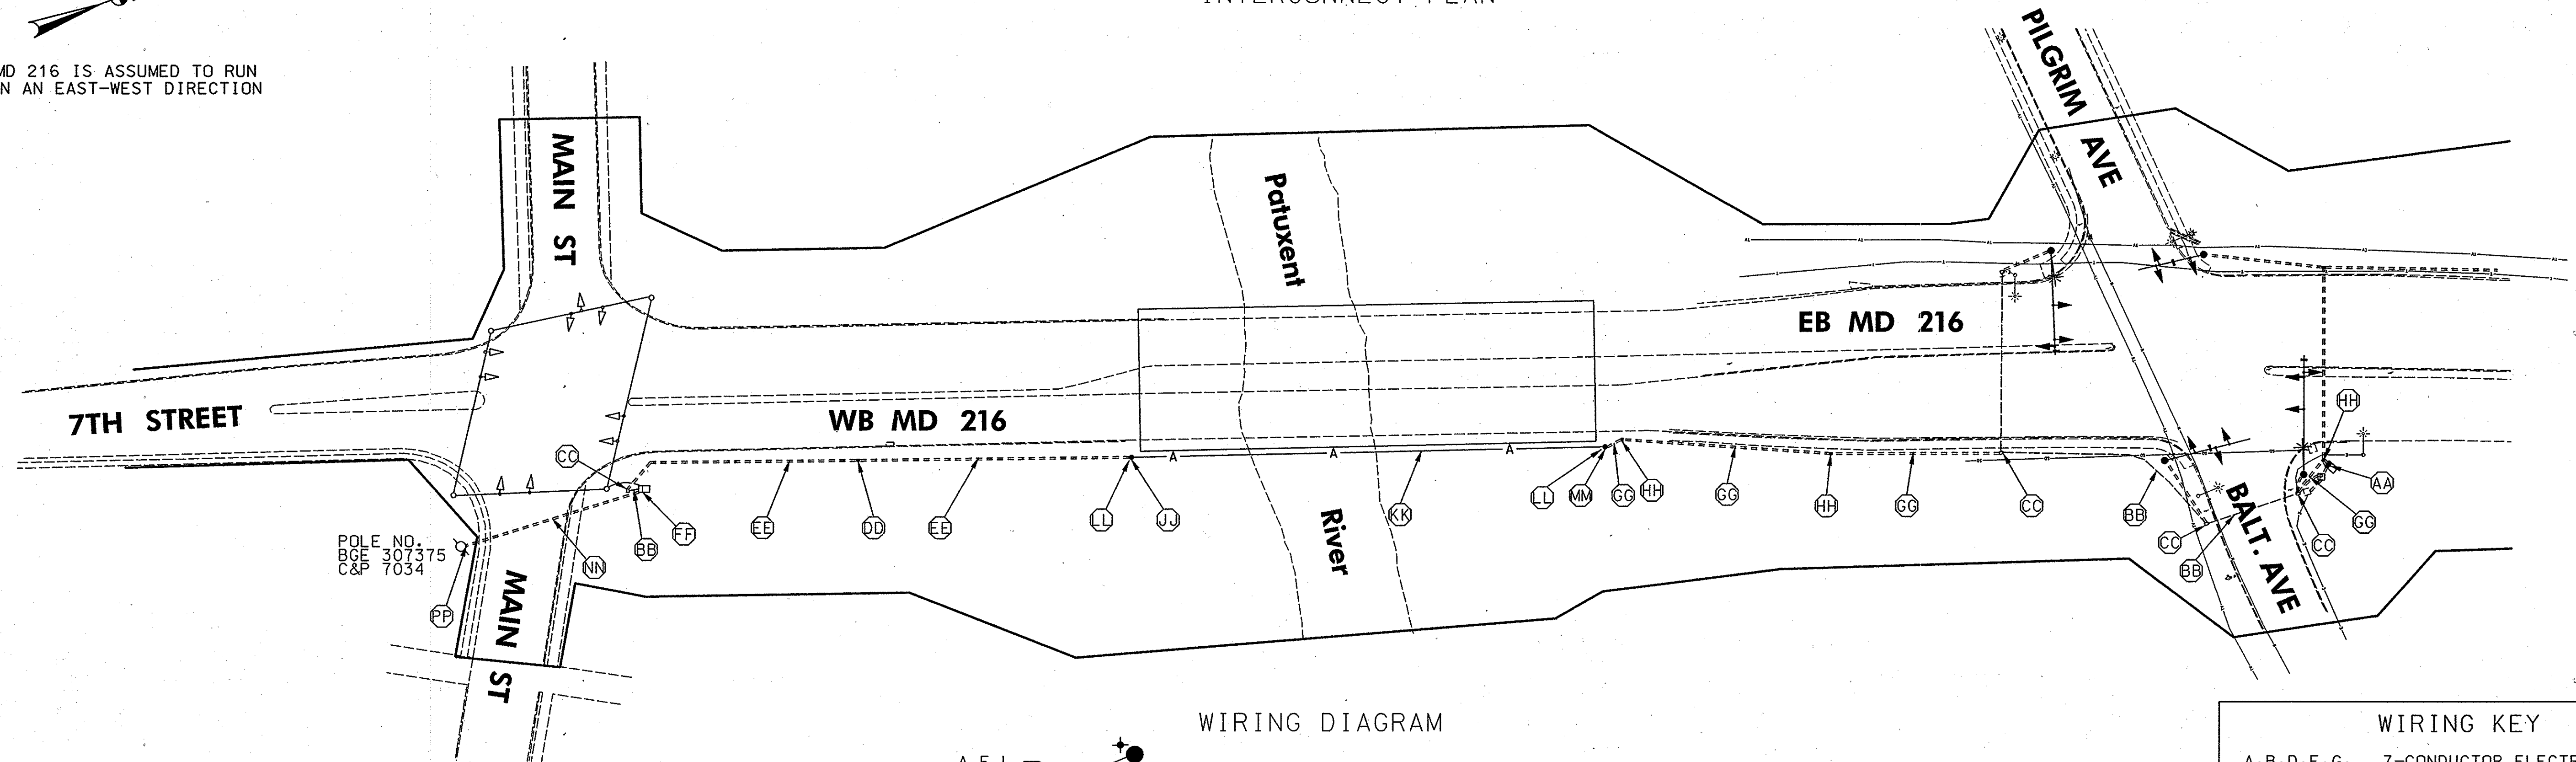 MD 216 IS ASSUMED TO RUN
N AN EAST-WEST DIRECTION
MAIN ST
Patuxent
River
PILGRIM AVE
EB MD 216
7TH STREET
WB MD 216
CC
HH
LL
MM
GG
HH
GG
HH
GG
CC
BB
AA
GG
CC
CC
BB
EE
DD
EE
LL
JJ
KK
FF
BB
NN
PP
A
A
A
POLE NO.
BGE 307375
C&P 7034
MAIN ST
BALT. AVE
WIRING DIAGRAM
WIRING KEY